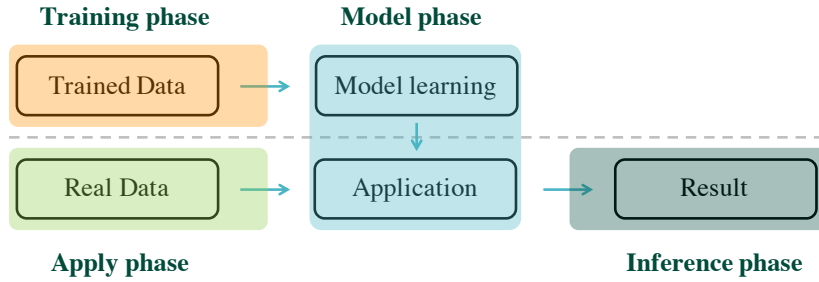 Training phase
Model phase
Trained Data
Model learning
Real Data
Application
Result
Apply phase
Inference phase